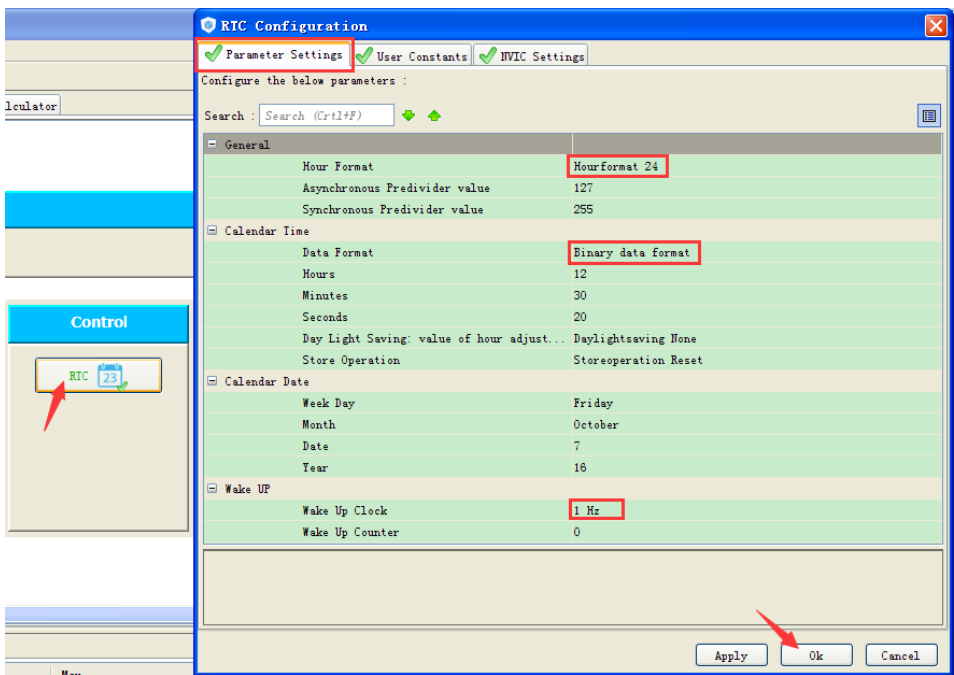 RTC Configuration
Parameter Settings User Constants NVIC Settings
Configure the below parameters :
lculator
Search : Search (Crtl+F)
General
Hour Format Hourformat 24
Asynchronous Predivider value 127
Synchronous Predivider value 255
Calendar Time
Data Format Binary data format
Hours 12
Minutes 30
Seconds 20
Day Light Saving: value of hour adjust... Daylightsaving None
Store Operation Storeoperation Reset
Calendar Date
Week Day Friday
Month October
Date 7
Year 16
Wake UP
Wake Up Clock 1 Hz
Wake Up Counter 0
Control
RTC 23
Apply Ok Cancel